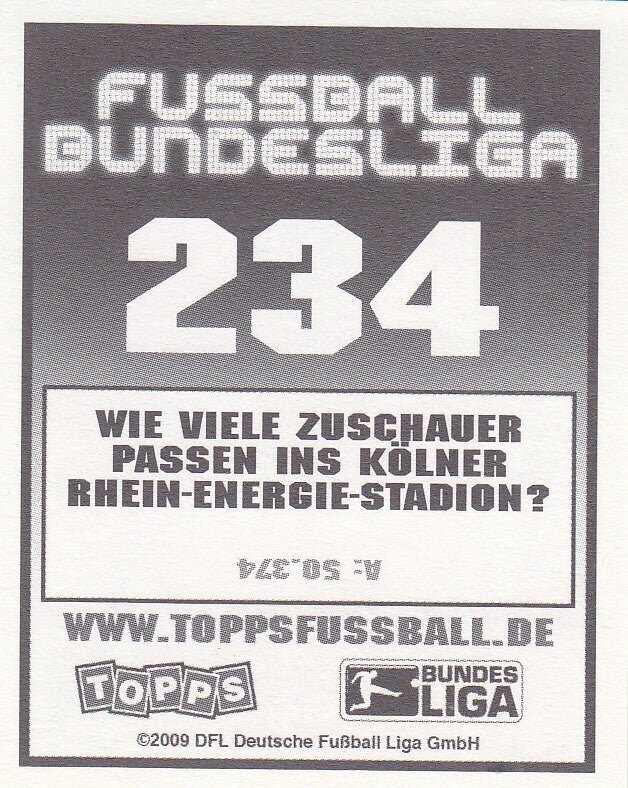 FUSSBALL
BUNDESLIGA
234
WIE VIELE ZUSCHAUER
PASSEN INS KÖLNER
RHEIN-ENERGIE-STADION?
A: 50.374
WWW.TOPPSFUSSBALL.DE
TOPPS
BUNDES
LIGA
©2009 DFL Deutsche Fußball Liga GmbH